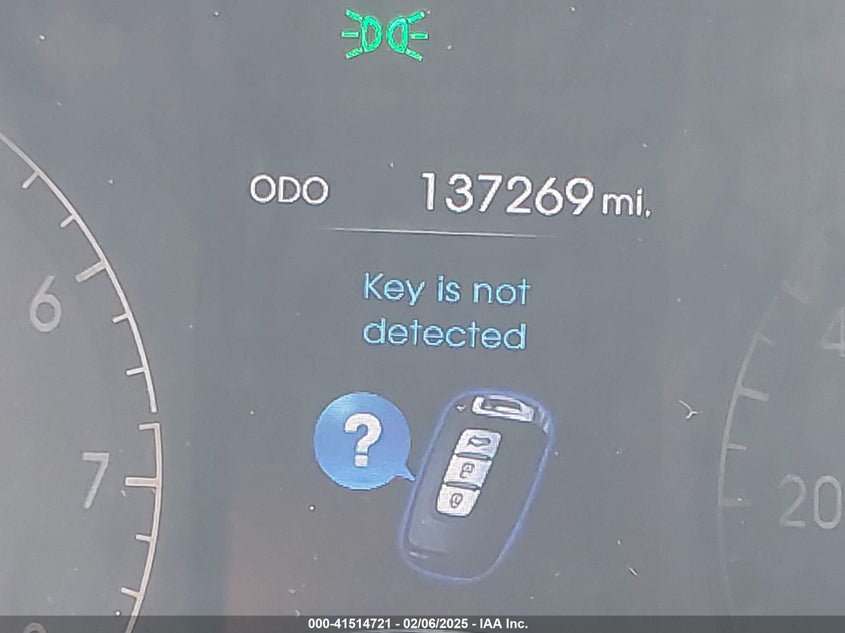 ODO 137269 mi.
Key is not
detected
?
6
7
20
000-41514721 - 02/06/2025 - IAA Inc.